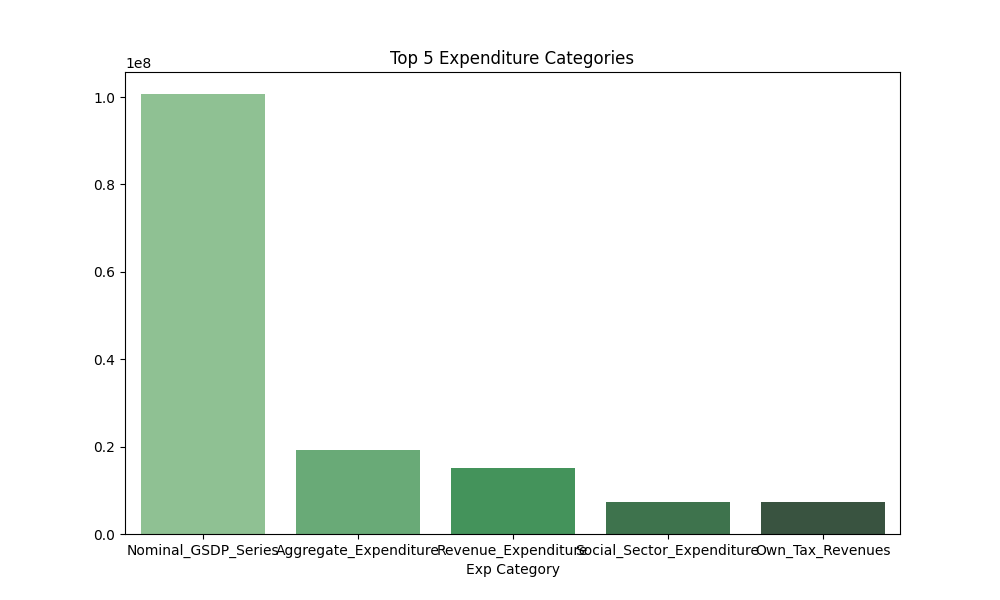 Top 5 Expenditure Categories
1e8
1.0
0.8
0.6
0.4
0.2
0.0
Nominal_GSDP_Series Aggregate_Expenditure Revenue_Expenditure Social_Sector_Expenditure Own_Tax_Revenues
Exp Category